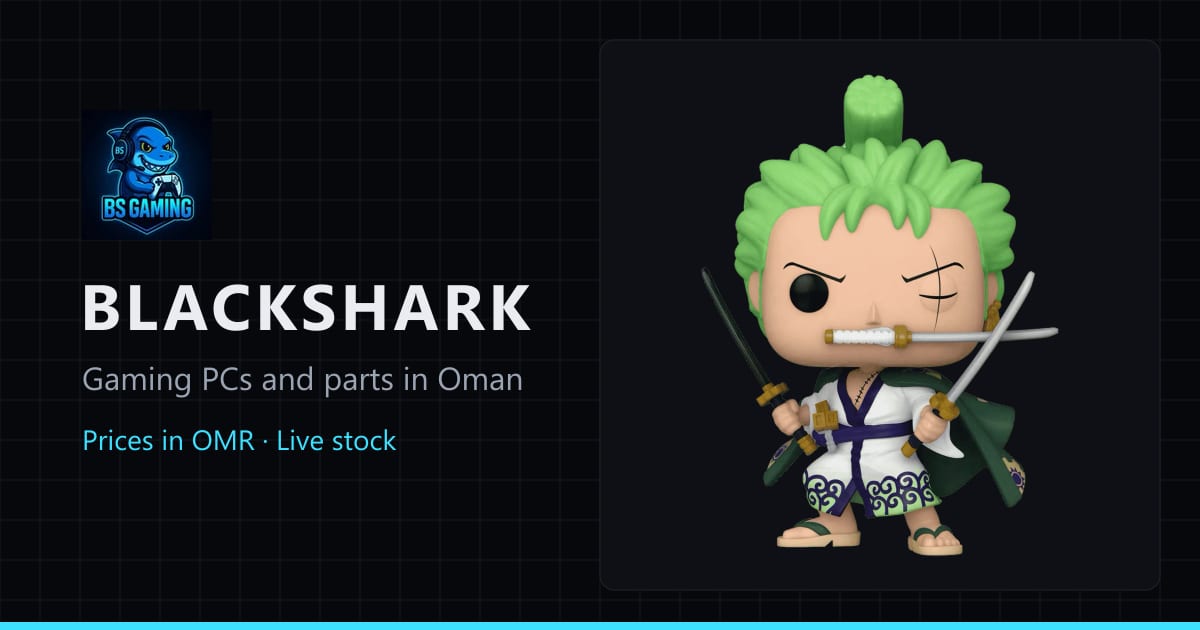 BS
BS GAMING
BLACKSHARK
Gaming PCs and parts in Oman
Prices in OMR · Live stock